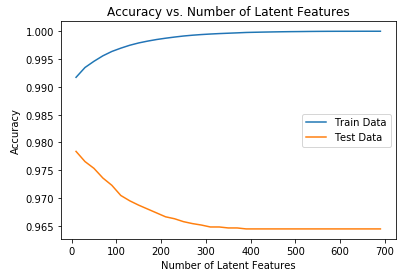 Accuracy vs. Number of Latent Features
1.000
0.995
0.990
0.985
0.980
0.975
0.970
0.965
Accuracy
Train Data
Test Data
0 100 200 300 400 500 600 700
Number of Latent Features